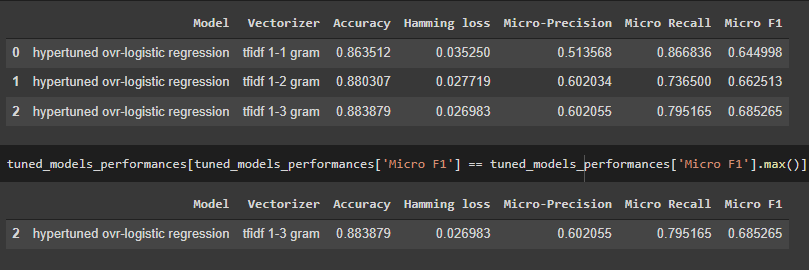 Model Vectorizer Accuracy Hamming loss Micro-Precision Micro Recall Micro F1
0 hypertuned ovr-logistic regression tfidf 1-1 gram 0.863512 0.035250 0.513568 0.866836 0.644998
1 hypertuned ovr-logistic regression tfidf 1-2 gram 0.880307 0.027719 0.602034 0.736500 0.662513
2 hypertuned ovr-logistic regression tfidf 1-3 gram 0.883879 0.026983 0.602055 0.795165 0.685265
tuned_models_performances[tuned_models_performances['Micro F1'] == tuned_models_performances['Micro F1'].max()]
Model Vectorizer Accuracy Hamming loss Micro-Precision Micro Recall Micro F1
2 hypertuned ovr-logistic regression tfidf 1-3 gram 0.883879 0.026983 0.602055 0.795165 0.685265